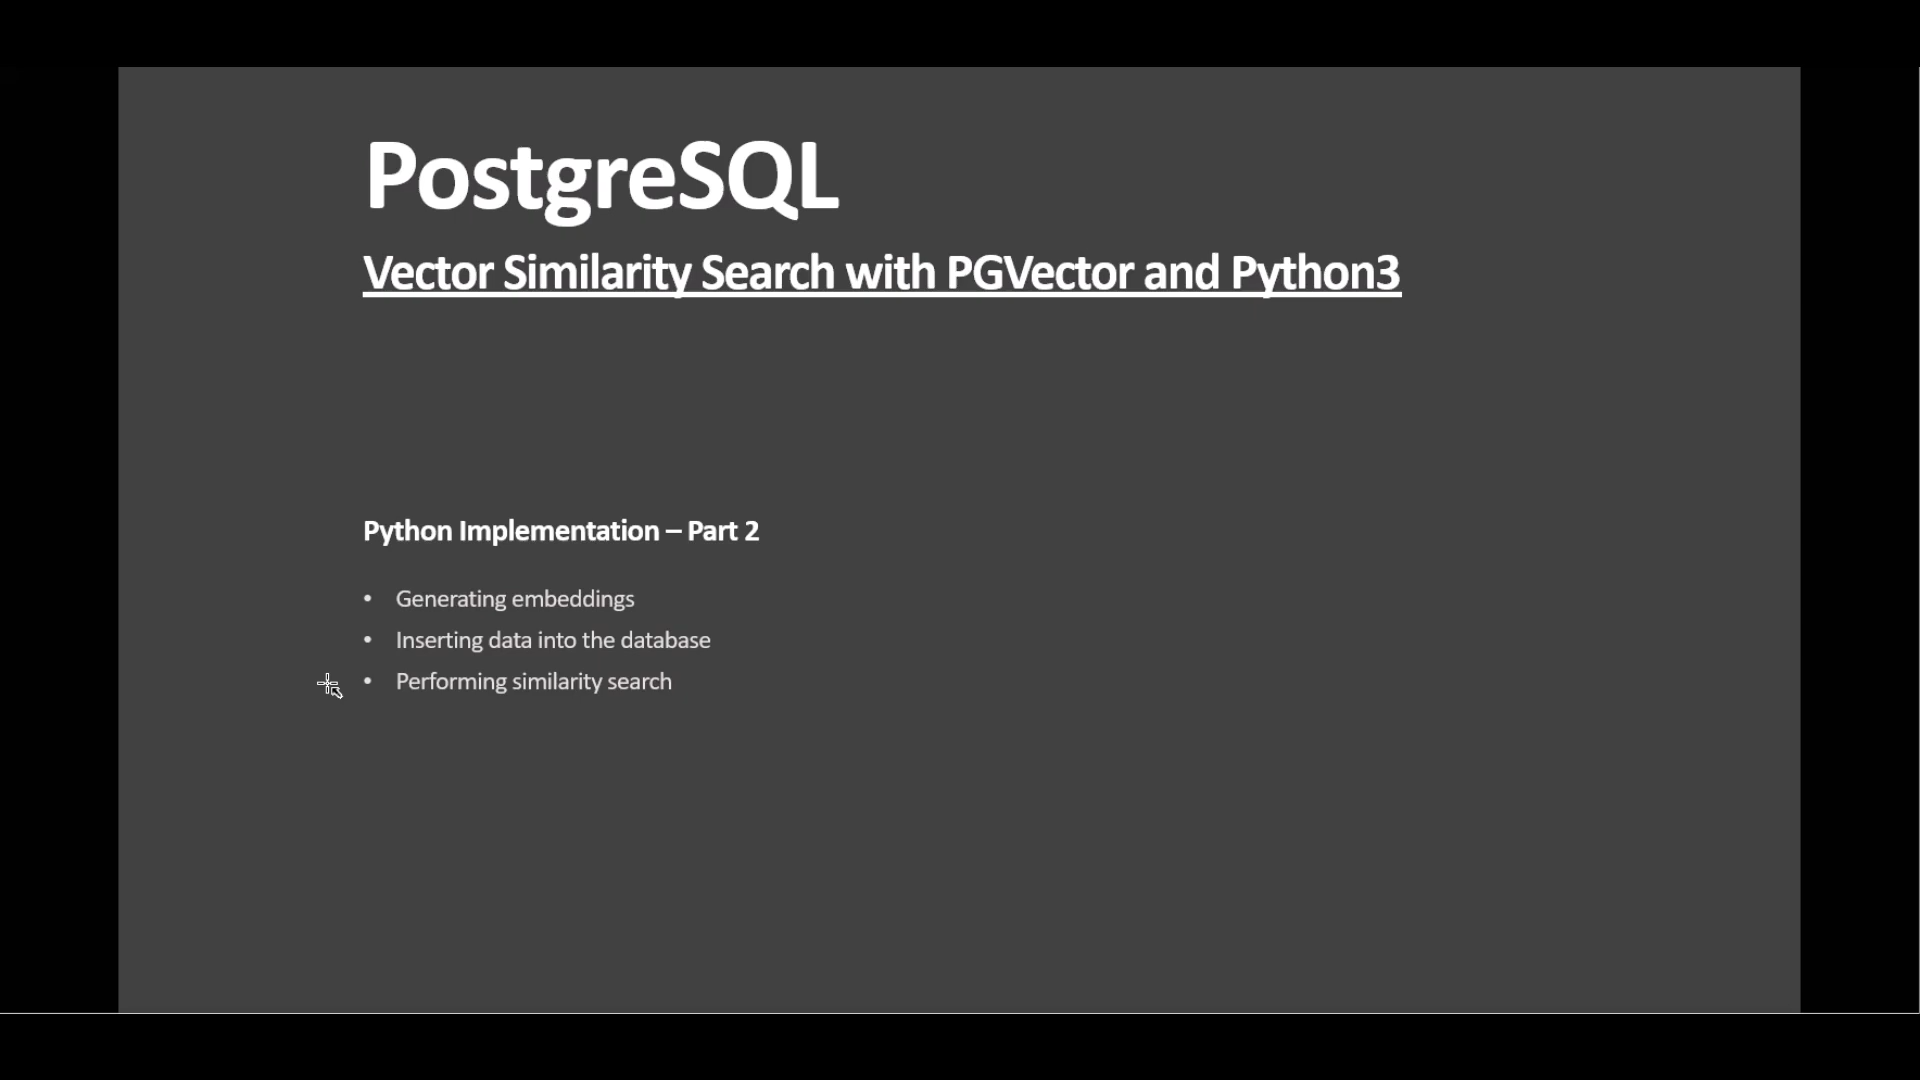 PostgreSQL
Vector Similarity Search with PGVector and Python3
Python Implementation – Part 2
• Generating embeddings
• Inserting data into the database
• Performing similarity search